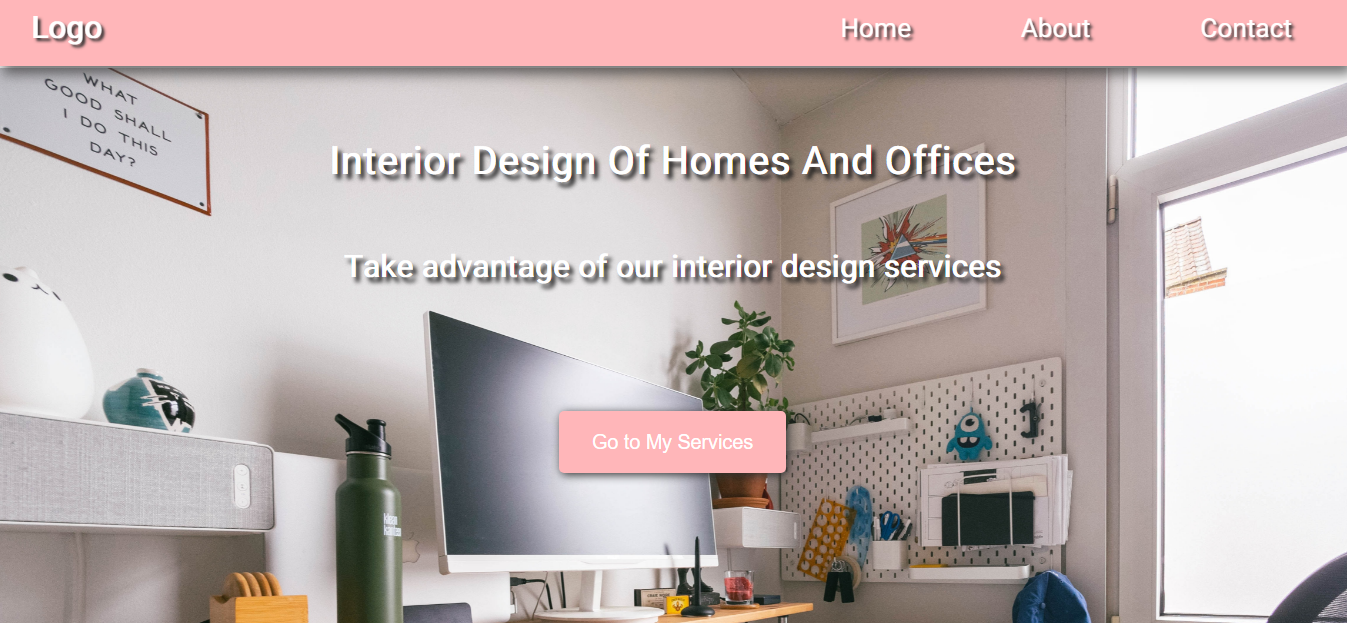 Logo
Home
About
Contact
WHAT
GOOD SHALL
I DO THIS
DAY?
Interior Design Of Homes And Offices
Take advantage of our interior design services
Go to My Services